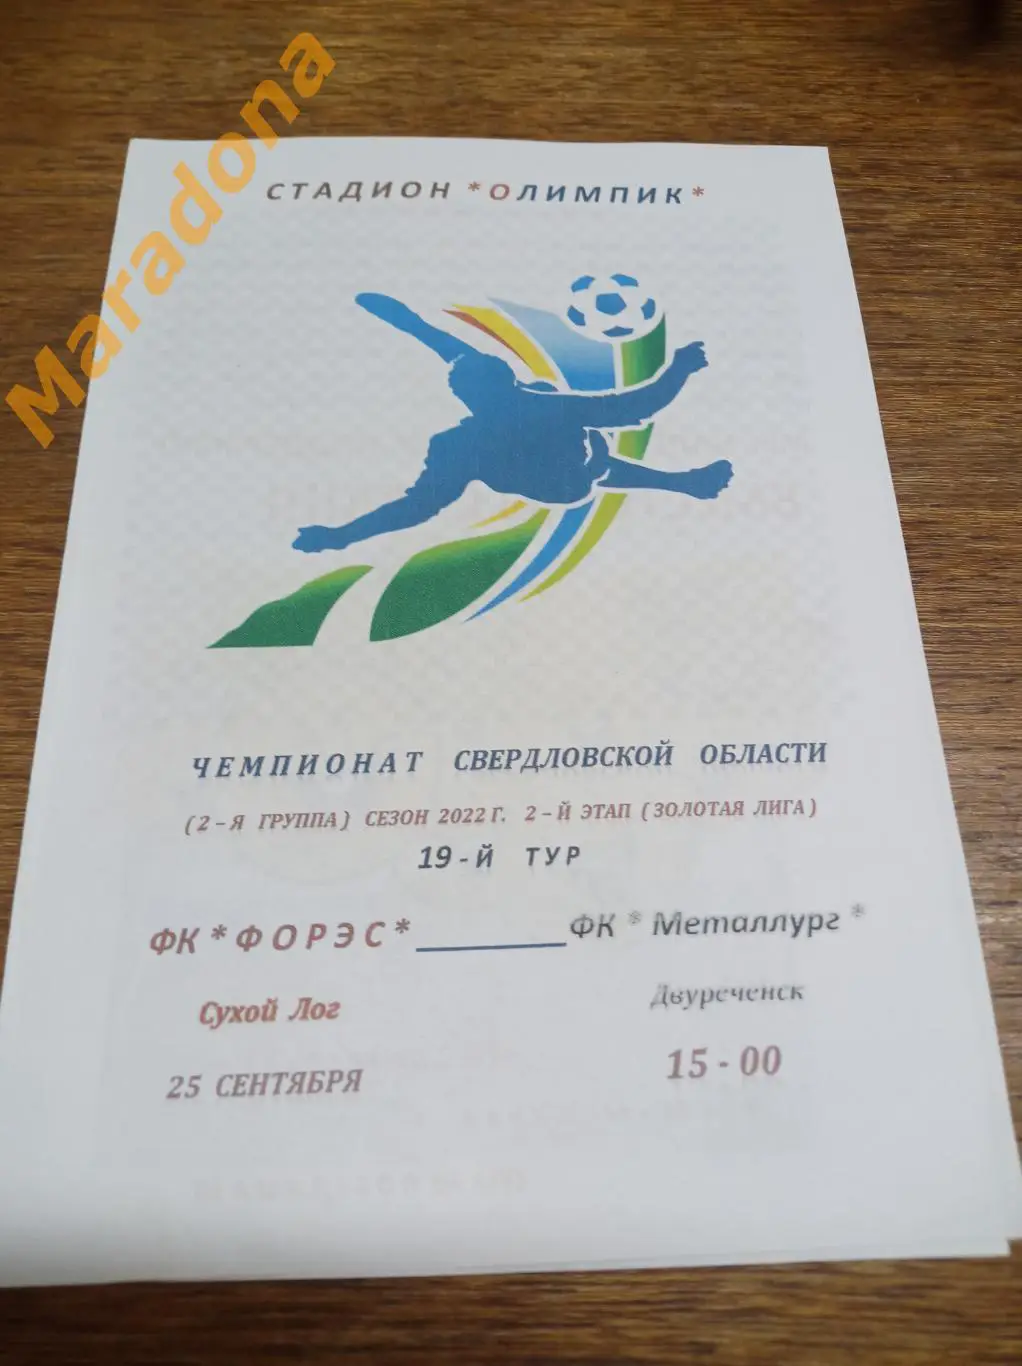 Maradona
СТАДИОН *ОЛИМПИК*
ЧЕМПИОНАТ СВЕРДЛОВСКОЙ ОБЛАСТИ
(2-Я ГРУППА) СЕЗОН 2022 Г. 2-Й ЭТАП (ЗОЛОТАЯ ЛИГА)
19-Й ТУР
ФК *ФОРЭС* ФК * Металлург *
Сухой Лог Двуреченск
25 СЕНТЯБРЯ 15-00